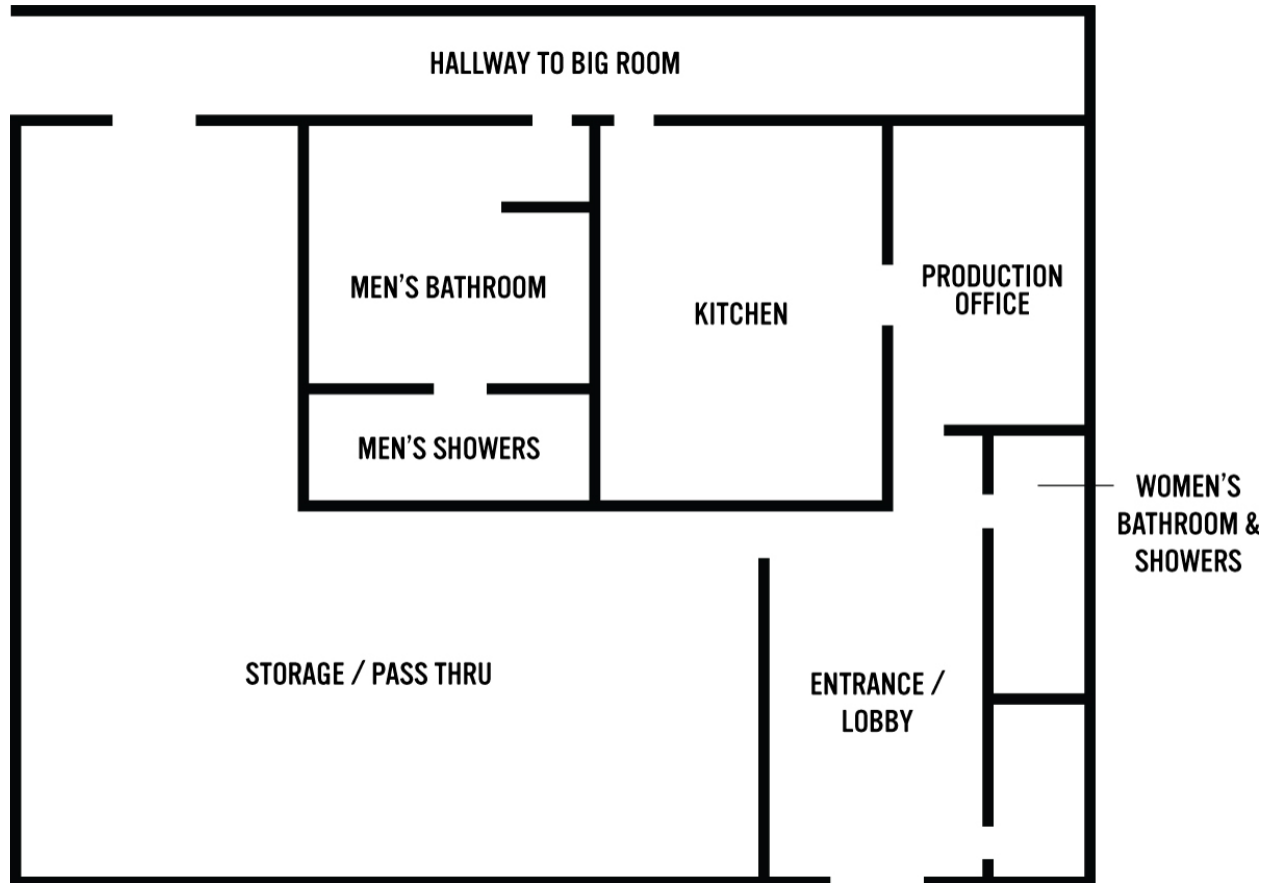 HALLWAY TO BIG ROOM
MEN'S BATHROOM
KITCHEN
PRODUCTION
OFFICE
MEN'S SHOWERS
WOMEN'S
BATHROOM &
SHOWERS
STORAGE / PASS THRU
ENTRANCE /
LOBBY